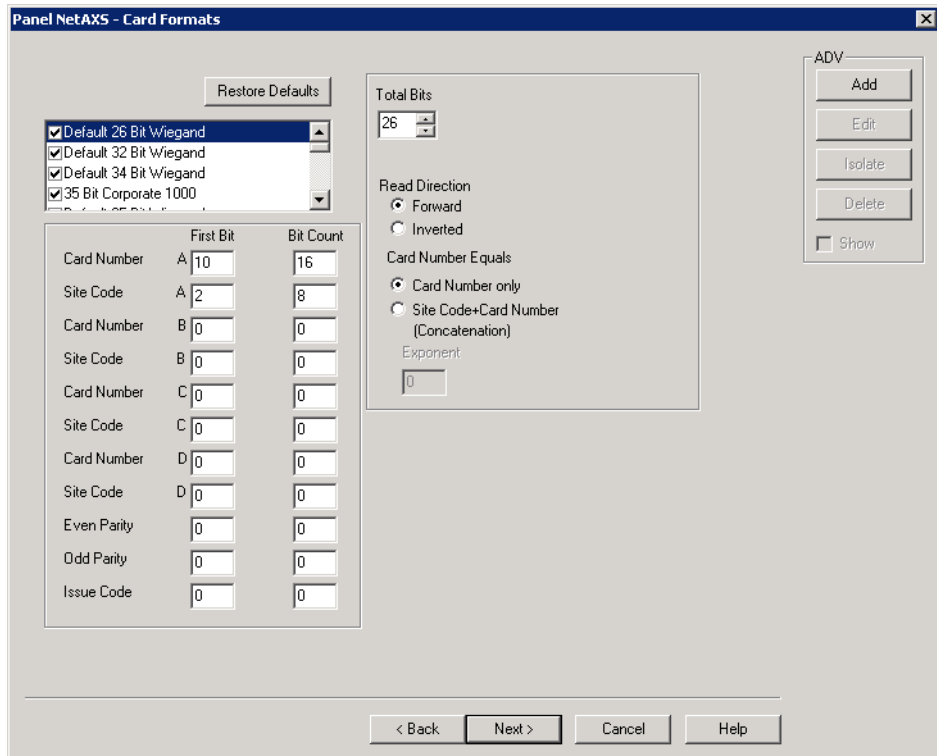 Panel NetAXS - Card Formats
Restore Defaults
Default 26 Bit Wiegand
Default 32 Bit Wiegand
Default 34 Bit Wiegand
35 Bit Corporate 1000
First Bit Bit Count
Card Number A 10 16
Site Code A 2 8
Card Number B 0 0
Site Code B 0 0
Card Number C 0 0
Site Code C 0 0
Card Number D 0 0
Site Code D 0 0
Even Parity 0 0
Odd Parity 0 0
Issue Code 0 0
Total Bits
26
Read Direction
Forward
Inverted
Card Number Equals
Card Number only
Site Code+Card Number
(Concatenation)
Exponent
0
ADV
Add
Edit
Isolate
Delete
Show
< Back Next > Cancel Help